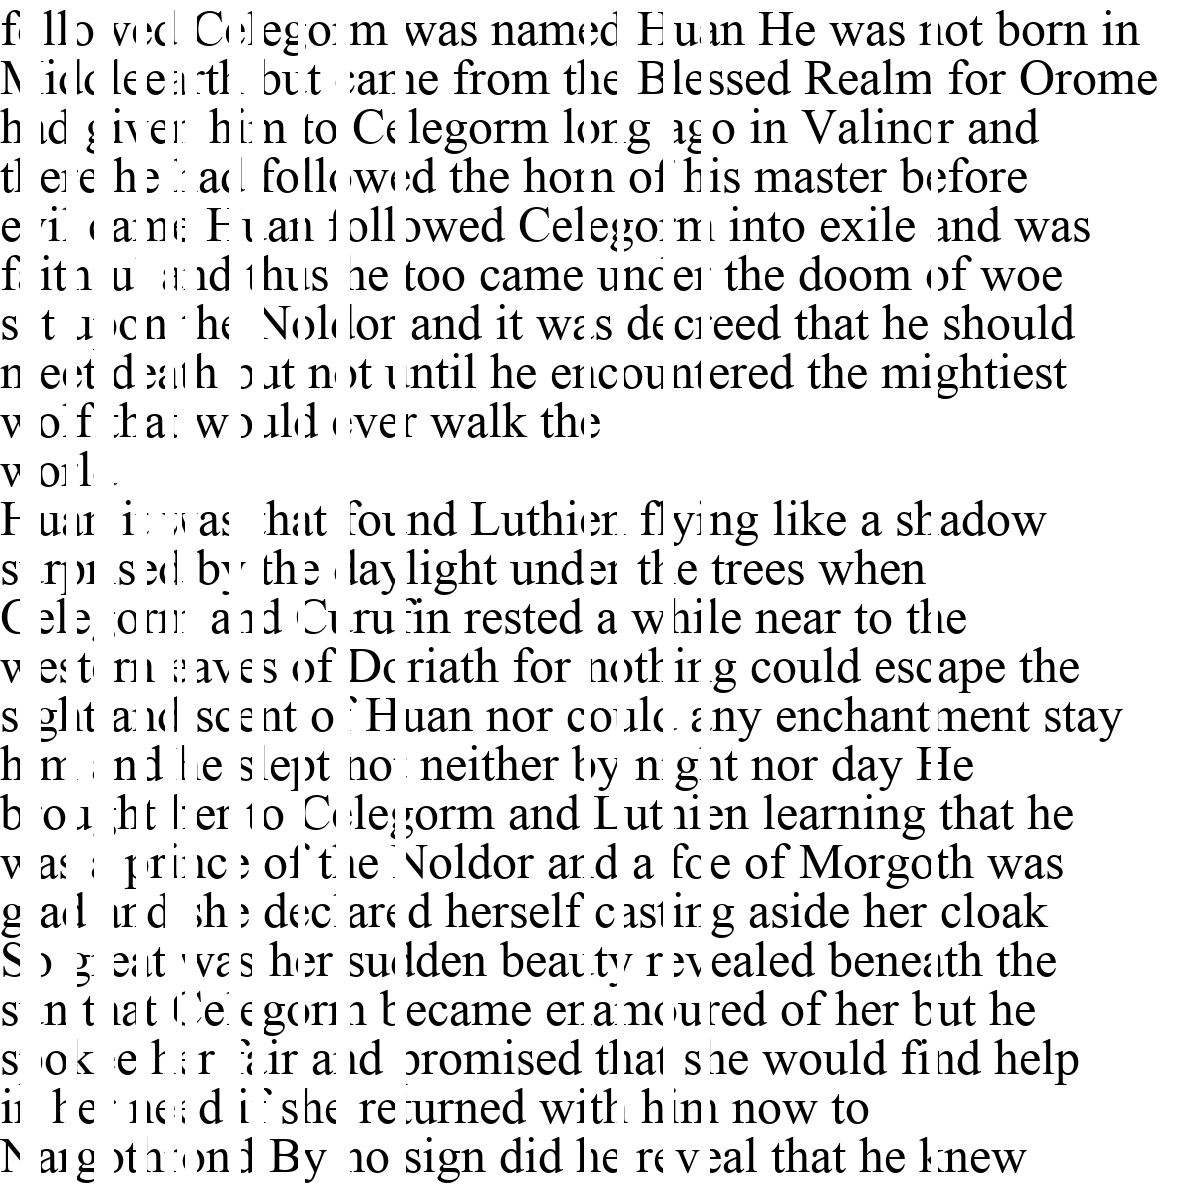 followed Celegorm was named Huan He was not born in
Middleearth but came from the Blessed Realm for Orome
had given him to Celegorm long ago in Valinor and
there he had followed the horn of his master before
evil came Huan followed Celegorm into exile and was
faithful and thus he too came under the doom of woe
set upon the Noldor and it was decreed that he should
meet death but not until he encountered the mightiest
wolf that would ever walk the
world
Huan it was that found Luthien flying like a shadow
surprised by the daylight under the trees when
Celegorm and Curufin rested a while near to the
western eaves of Doriath for nothing could escape the
sight and scent of Huan nor could any enchantment stay
him and he slept not neither by night nor day He
brought her to Celegorm and Luthien learning that he
was a prince of the Noldor and a foe of Morgoth was
glad and she declared herself casting aside her cloak
So great was her sudden beauty revealed beneath the
sun that Celegorm became enamoured of her but he
spoke her fair and promised that she would find help
in her need if she returned with him now to
Nargothrond By no sign did he reveal that he knew